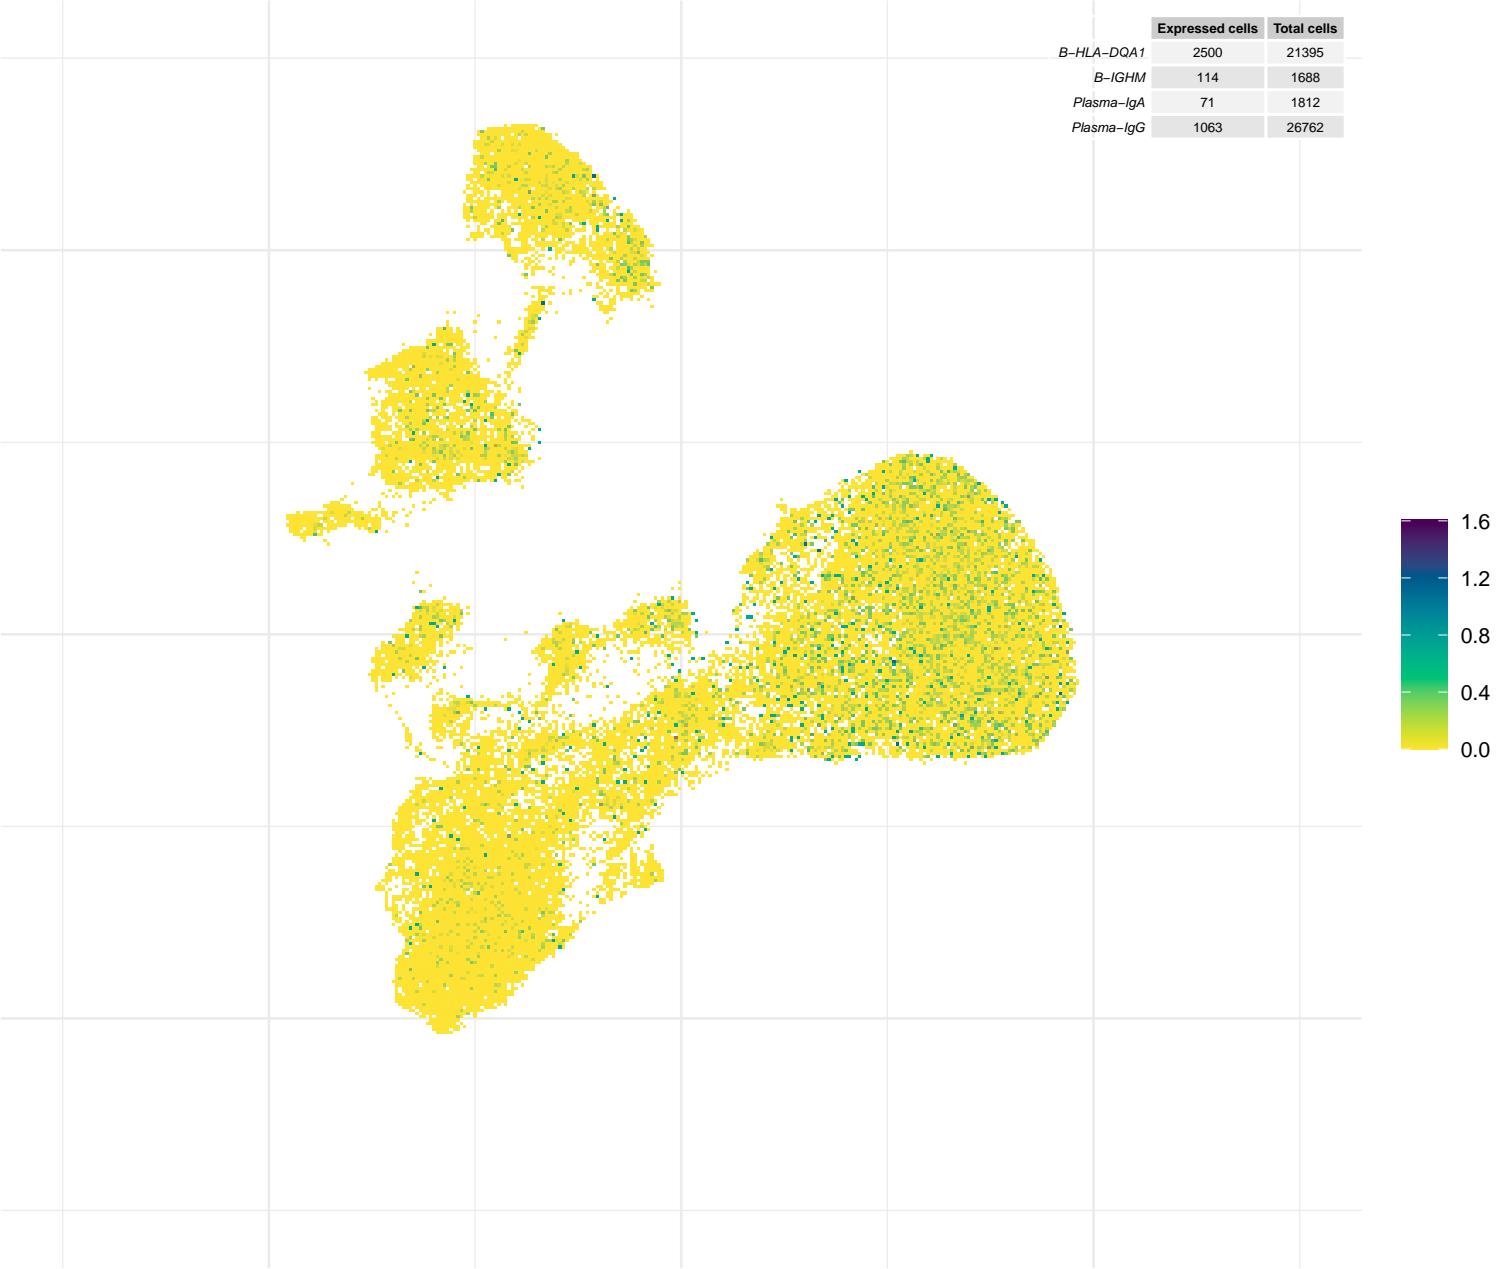 Expressed cells Total cells
B–HLA–DQA1 2500 21395
B–IGHM 114 1688
Plasma–IgA 71 1812
Plasma–IgG 1063 26762
1.6
1.2
0.8
0.4
0.0